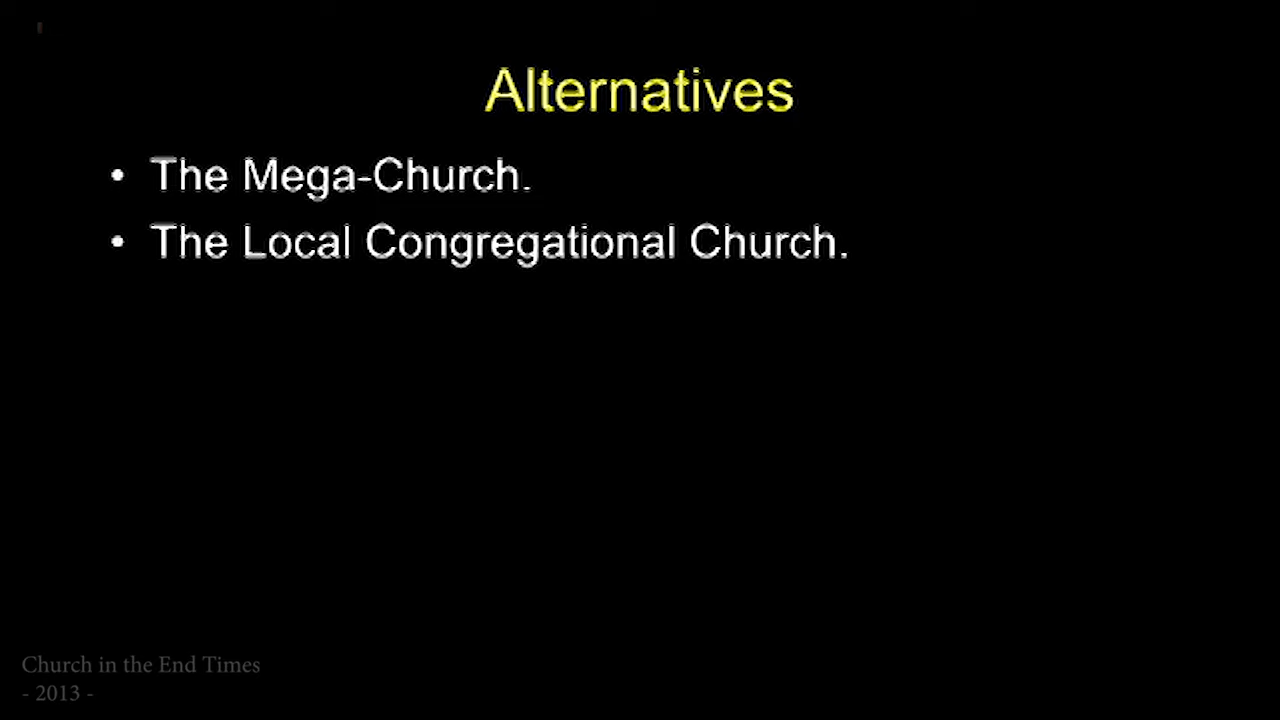 Alternatives
• The Mega-Church.
• The Local Congregational Church.
Church in the End Times
- 2013 -